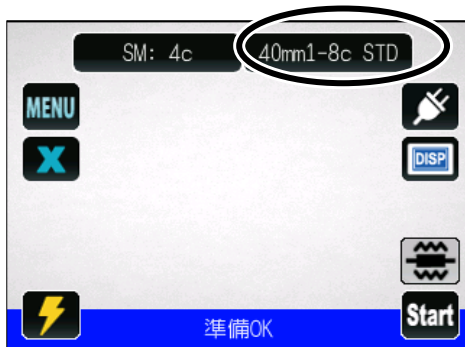 SM: 4c
40mm1-8c STD
MENU
X
DISP
Start
準備OK